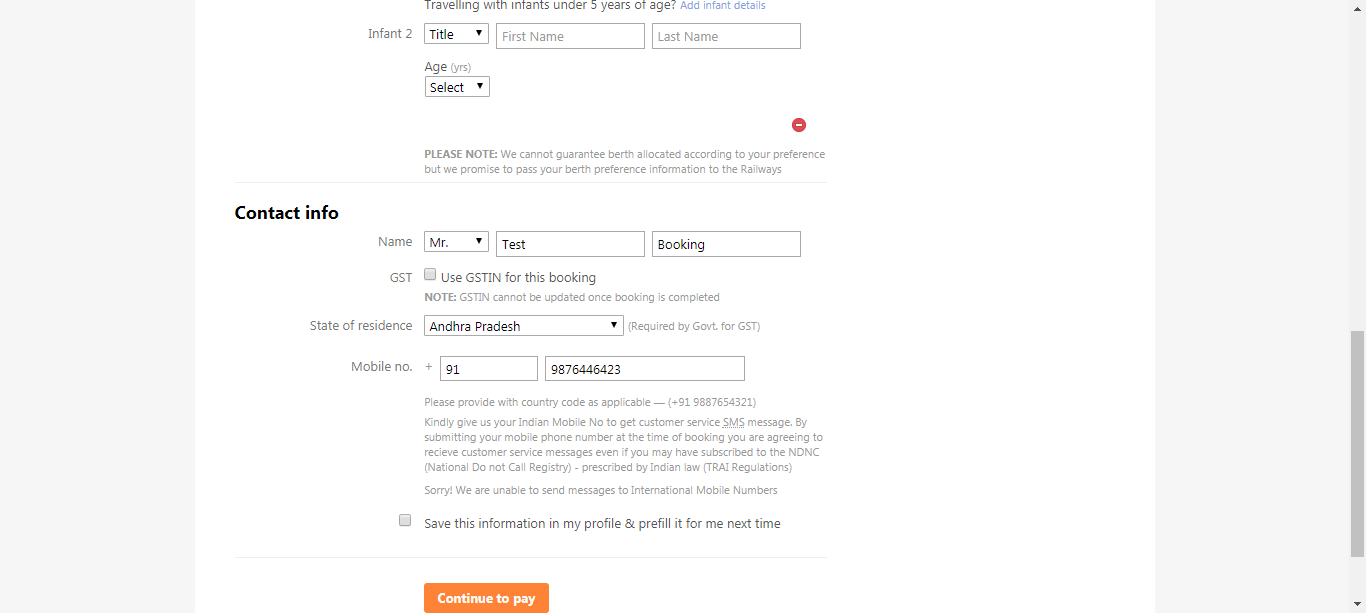 Travelling with infants under 5 years of age? Add infant details
Infant 2 Title First Name Last Name
Age (yrs)
Select
PLEASE NOTE: We cannot guarantee berth allocated according to your preference
but we promise to pass your berth preference information to the Railways
Contact info
Name Mr. Test Booking
GST Use GSTIN for this booking
NOTE: GSTIN cannot be updated once booking is completed
State of residence Andhra Pradesh (Required by Govt. for GST)
Mobile no. + 91 9876446423
Please provide with country code as applicable — (+91 9887654321)
Kindly give us your Indian Mobile No to get customer service SMS message. By
submitting your mobile phone number at the time of booking you are agreeing to
recieve customer service messages even if you may have subscribed to the NDNC
(National Do not Call Registry) - prescribed by Indian law (TRAI Regulations)
Sorry! We are unable to send messages to International Mobile Numbers
Save this information in my profile & prefill it for me next time
Continue to pay